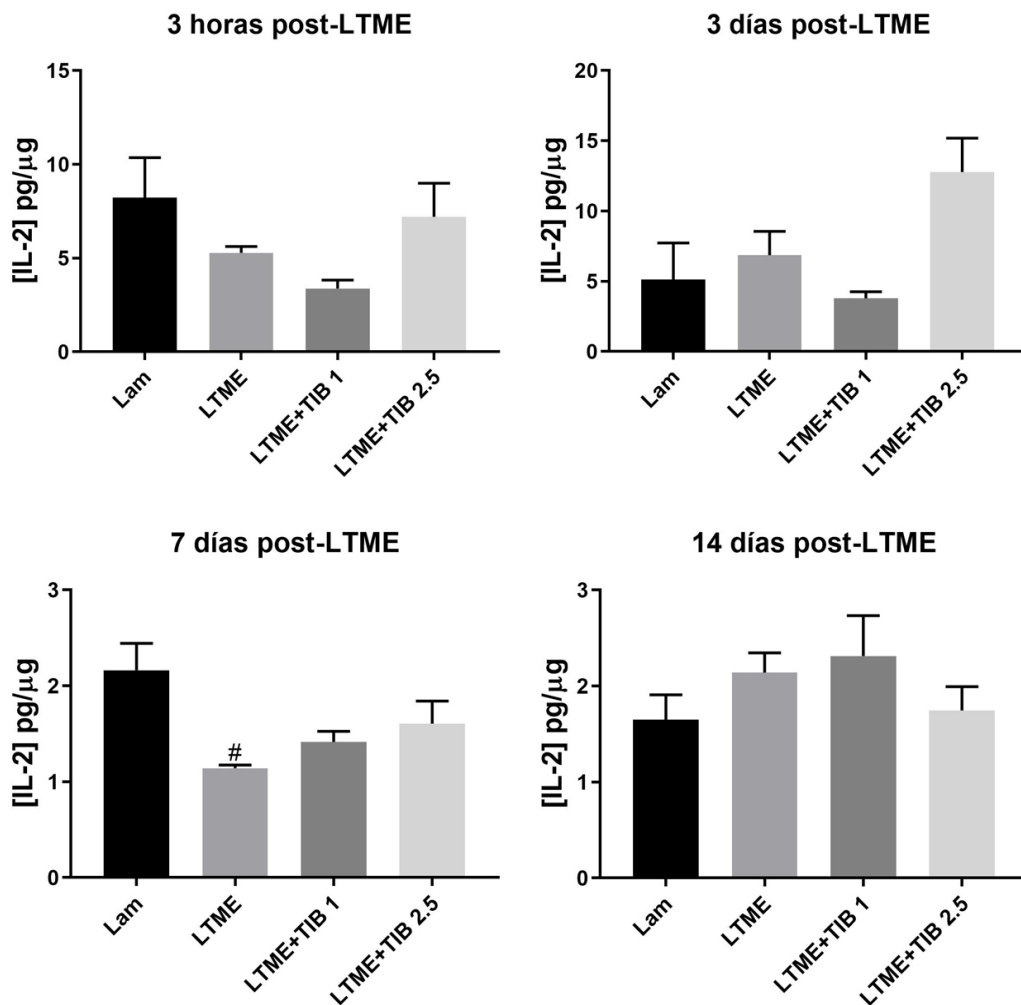 3 horas post-LTME
15
10
5
0
[IL-2] pg/μg
Lam
LTME
LTME+TIB 1
LTME+TIB 2.5
3 días post-LTME
20
15
10
5
0
[IL-2] pg/μg
Lam
LTME
LTME+TIB 1
LTME+TIB 2.5
7 días post-LTME
3
2
1
0
[IL-2] pg/μg
#
Lam
LTME
LTME+TIB 1
LTME+TIB 2.5
14 días post-LTME
3
2
1
0
[IL-2] pg/μg
Lam
LTME
LTME+TIB 1
LTME+TIB 2.5